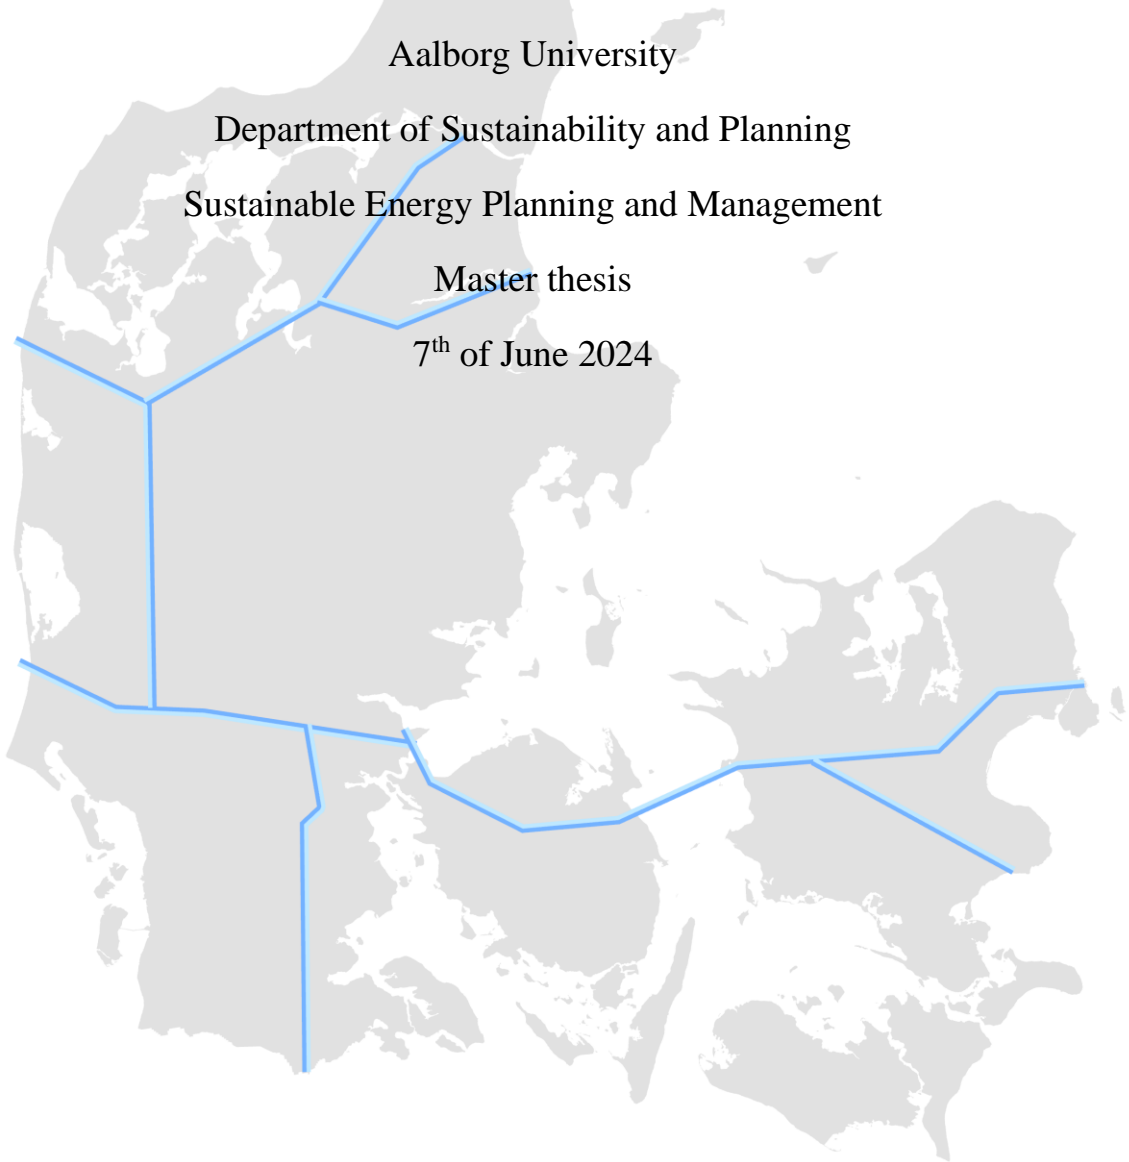 Aalborg University
Department of Sustainability and Planning
Sustainable Energy Planning and Management
Master thesis
7th of June 2024